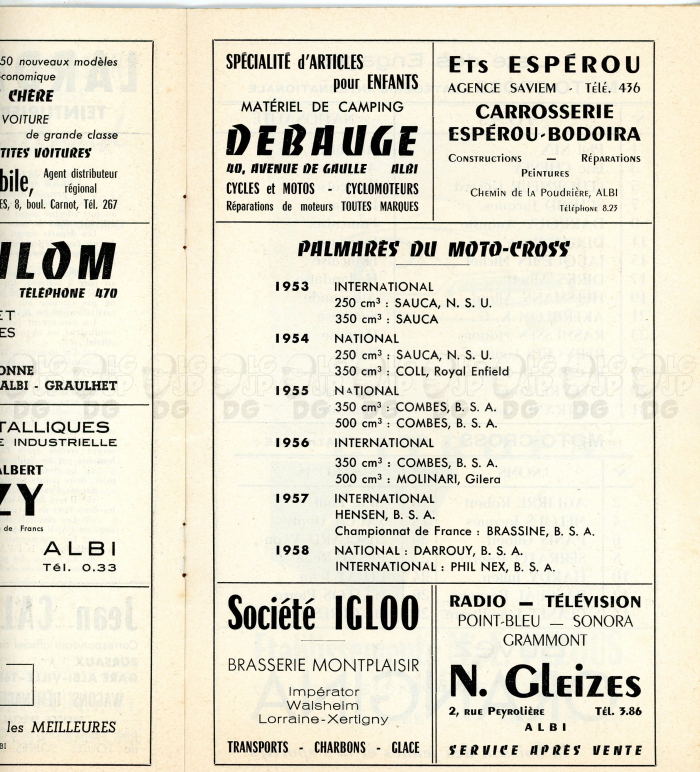 50 nouveaux modèles
conomique
CHÈRE
VOITURE
de grande classe
TITES VOITURES
bile, Agent distributeur
régional
ES, 8, boul. Carnot, Tél. 267
ILOM
TÉLÉPHONE 470
ET
ES
ONNE
ALBI - GRAULHET
TALLIQUES
E INDUSTRIELLE
ALBERT
ZY
de Francs
ALBI
Tél. 0.33
les MEILLEURES
BI
SPÉCIALITÉ d'ARTICLES
pour ENFANTS
MATÉRIEL DE CAMPING
DEBAUGE
40, AVENUE DE GAULLE ALBI
CYCLES et MOTOS - CYCLOMOTEURS
Réparations de moteurs TOUTES MARQUES
ETS ESPÉROU
AGENCE SAVIEM - Tél. 436
CARROSSERIE
ESPÉROU-BODOIRA
Constructions — Réparations
Peintures
Chemin de la Poudrière, ALBI
Téléphone 8.25
PALMARÈS DU MOTO-CROSS
1953 INTERNATIONAL
250 cm³ : SAUCA, N. S. U.
350 cm³ : SAUCA
1954 NATIONAL
250 cm³ : SAUCA, N. S. U.
350 cm³ : COLL, Royal Enfield
1955 NATIONAL
350 cm³ : COMBES, B. S. A.
500 cm³ : COMBES, B. S. A.
1956 INTERNATIONAL
350 cm³ : COMBES, B. S. A.
500 cm³ : MOLINARI, Gilera
1957 INTERNATIONAL
HENSEN, B. S. A.
Championnat de France : BRASSINE, B. S. A.
1958 NATIONAL : DARROUY, B. S. A.
INTERNATIONAL : PHIL NEX, B. S. A.
Société IGLOO
BRASSERIE MONTPLAISIR
Impérator
Walsheim
Lorraine-Xertigny
TRANSPORTS - CHARBONS - GLACE
RADIO — TÉLÉVISION
POINT-BLEU — SONORA
GRAMMONT
N. Gleizes
2, rue Peyrolière Tél. 3.86
ALBI
SERVICE APRÈS VENTE